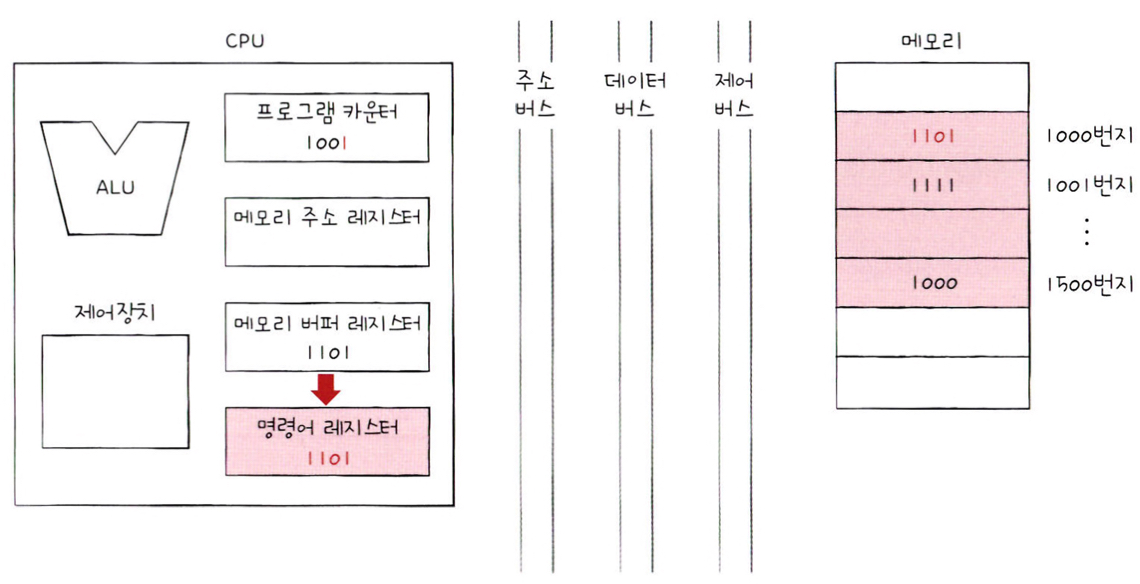 CPU
프로그램 카운터
1001
ALU
메모리 주소 레지스터
제어장치
메모리 버퍼 레지스터
1101
명령어 레지스터
1101
주소
버스
데이터
버스
제어
버스
메모리
1101 1000번지
1111 1001번지
⋮
1000 1500번지